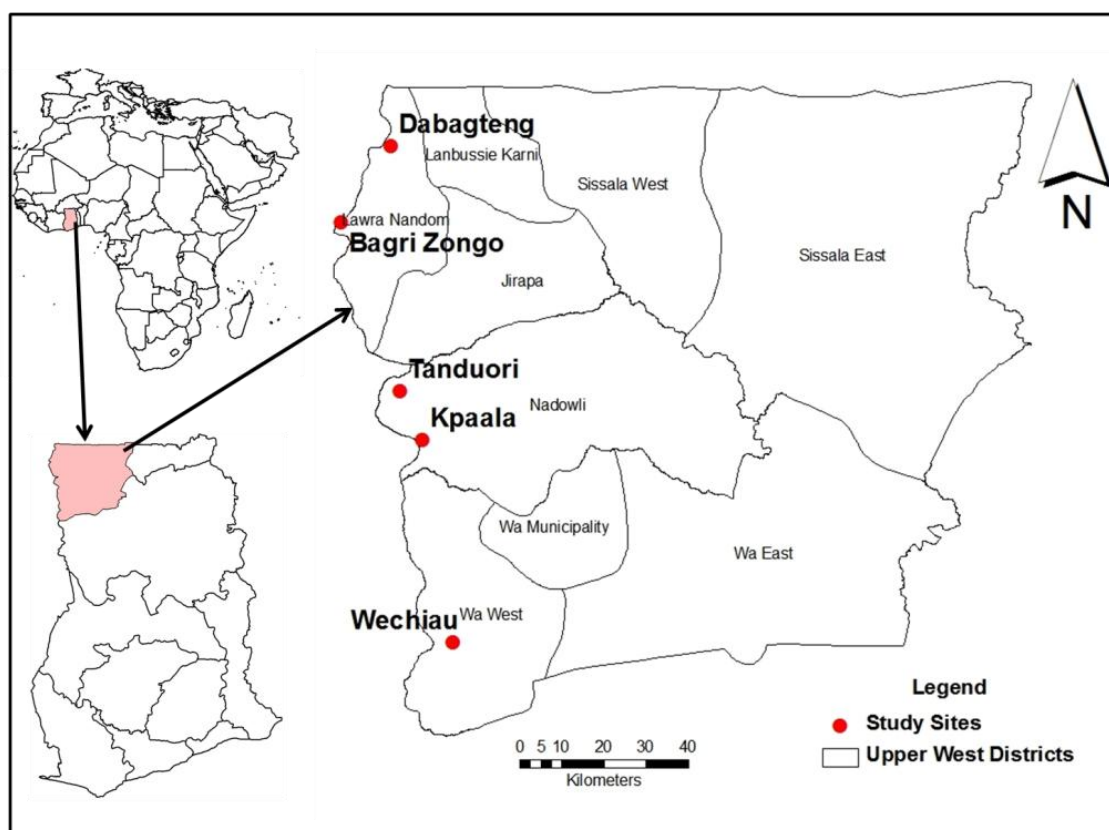 Dabagteng
Lanbussie Karni
Sissala West
N
Lawra Nandom
Bagri Zongo
Sissala East
Jirapa
Tanduori
Nadowli
Kpaala
Wa Municipality
Wa East
Wechiau
Wa West
Legend
Study Sites
Upper West Districts
0 5 10 20 30 40
Kilometers